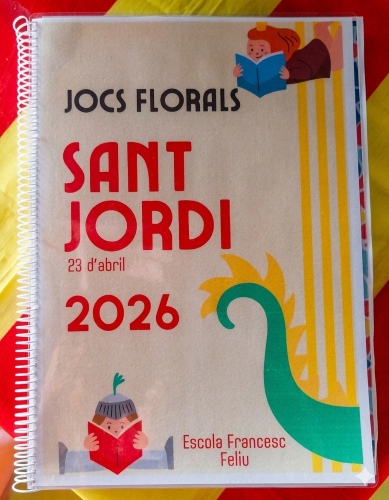 JOCS FLORALS
SANT
JORDI
23 d'abril
2026
Escola Francesc
Feliu